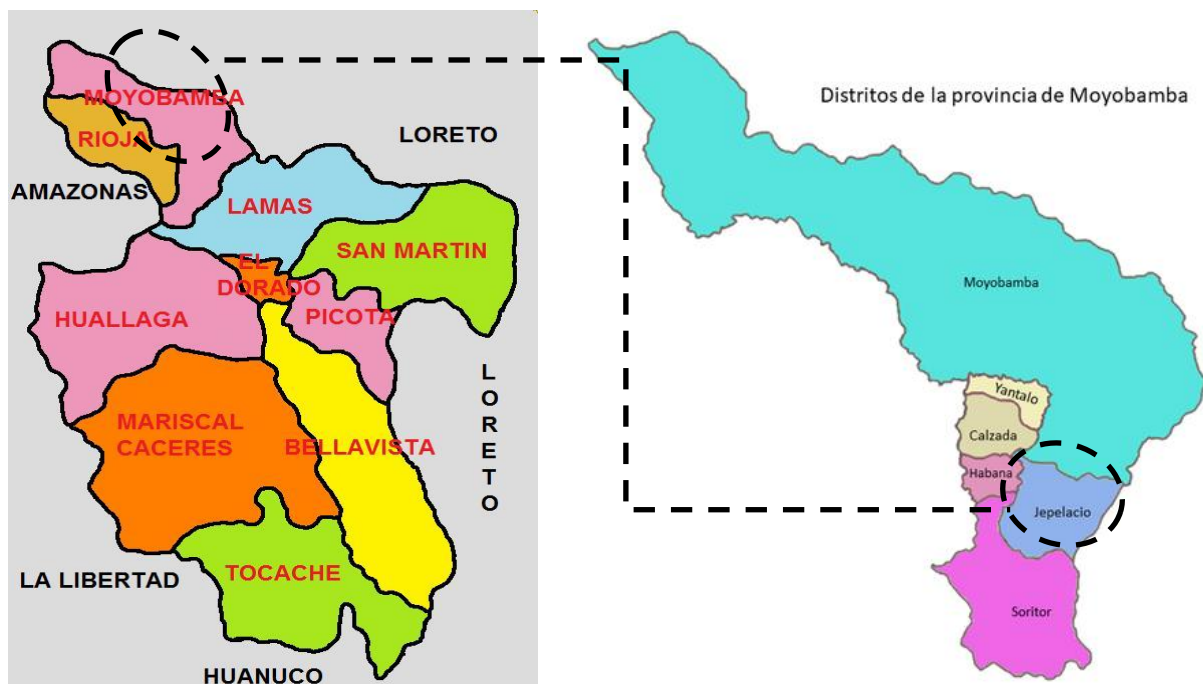 MOYOBAMBA
RIOJA
LORETO
AMAZONAS
LAMAS
SAN MARTIN
EL
DORADO
HUALLAGA
PICOTA
LORETO
MARISCAL
CACERES
BELLAVISTA
LA LIBERTAD
TOCACHE
HUANUCO
Distritos de la provincia de Moyobamba
Moyobamba
Yantalo
Calzada
Habana
Jepelacio
Soritor